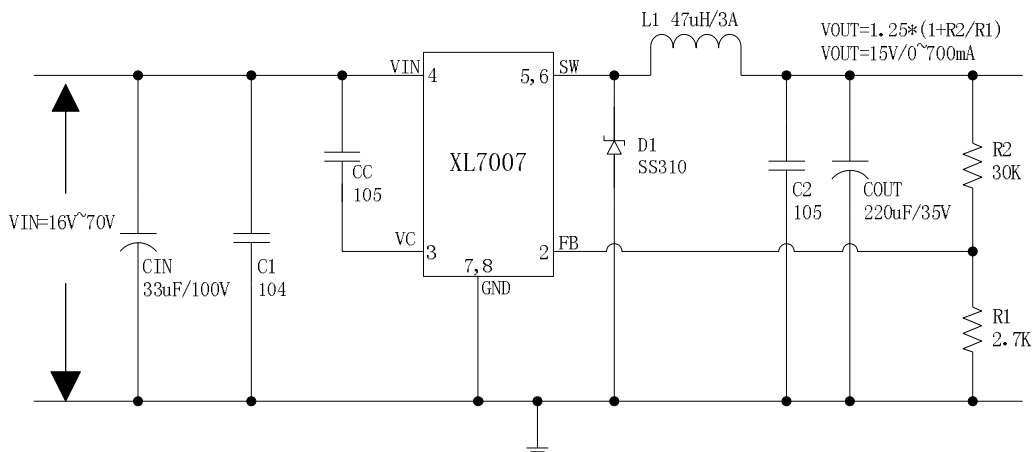 L1 47uH/3A
VOUT=1.25*(1+R2/R1)
VOUT=15V/0~700mA
VIN
4
5,6
SW
XL7007
CC
105
D1
SS310
C2
105
COUT
220uF/35V
R2
30K
VIN=16V~70V
VC
3
2
FB
7,8
GND
CIN
33uF/100V
C1
104
R1
2.7K